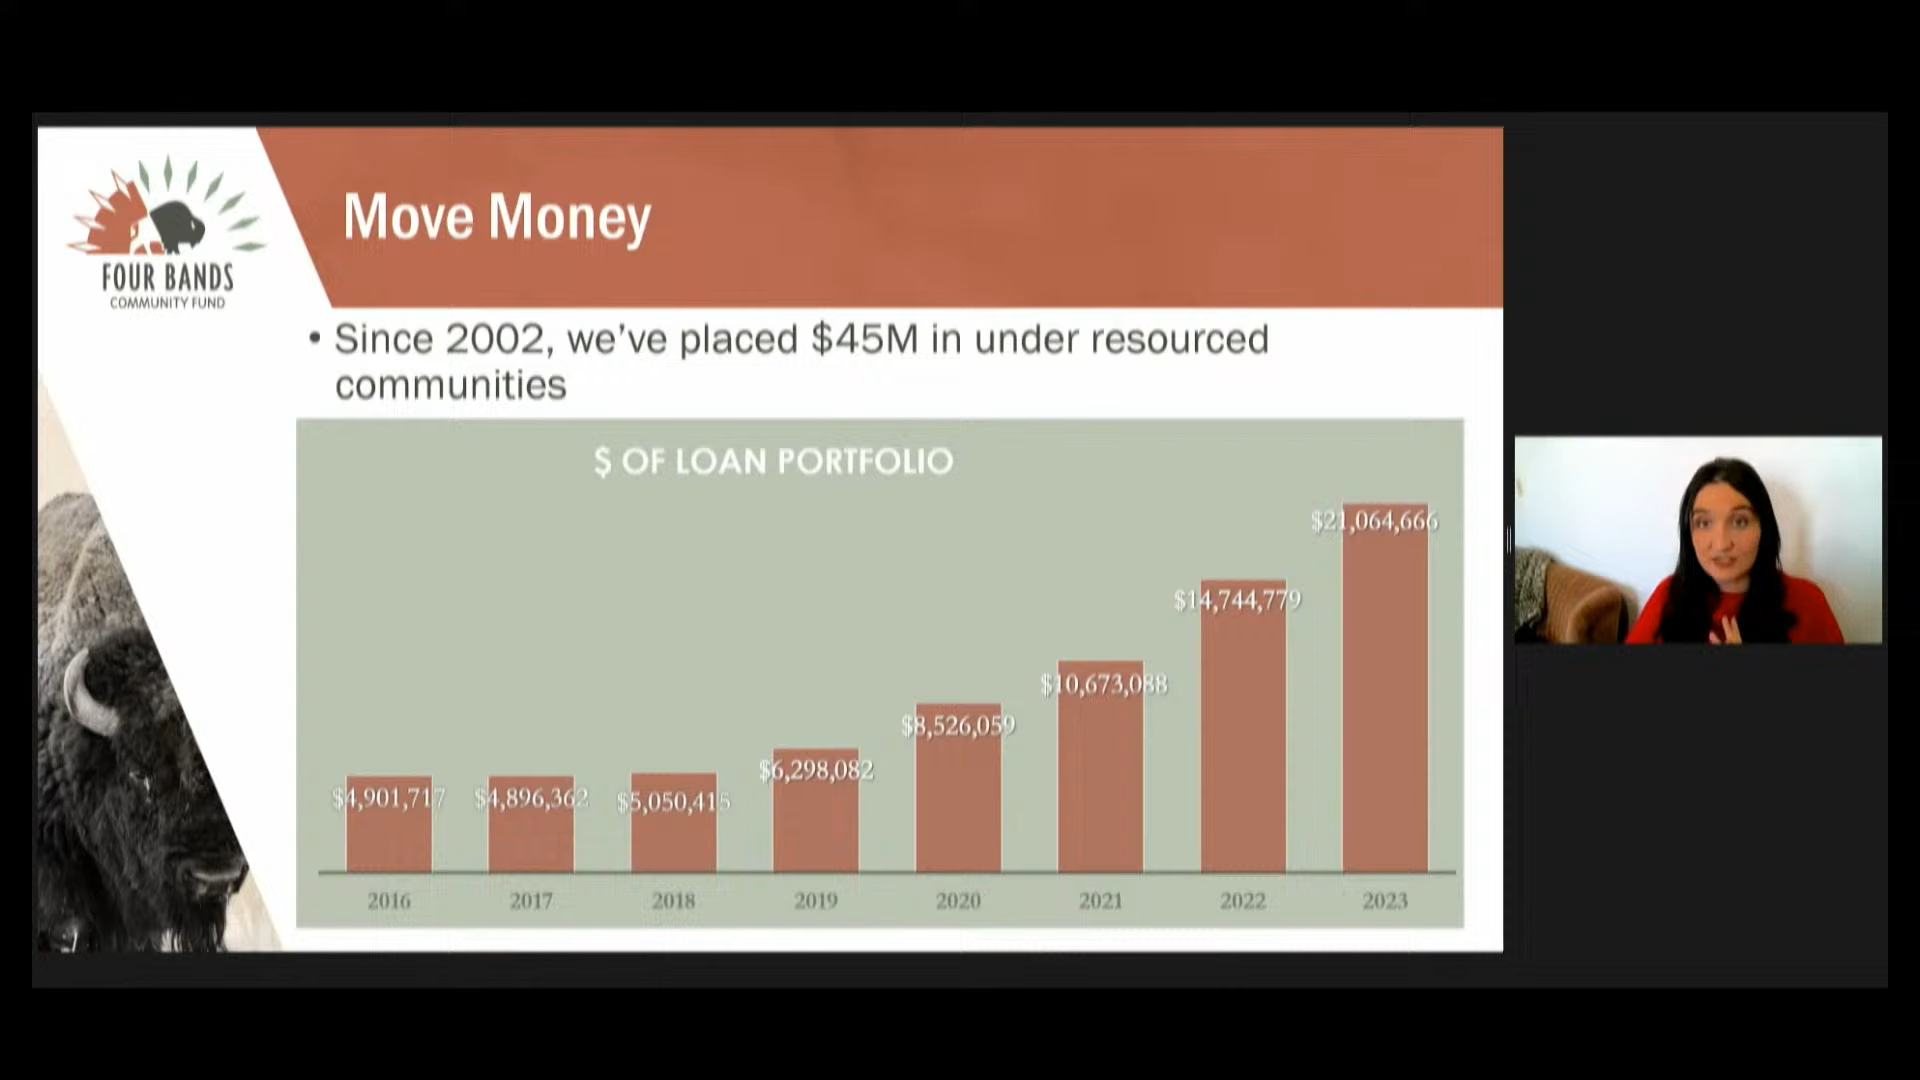 FOUR BANDS
COMMUNITY FUND
Move Money
• Since 2002, we've placed $45M in under resourced
communities
$ OF LOAN PORTFOLIO
$4,901,717
$4,896,362
$5,050,415
$6,298,082
$8,526,059
$10,673,088
$14,744,779
$21,064,666
2016 2017 2018 2019 2020 2021 2022 2023